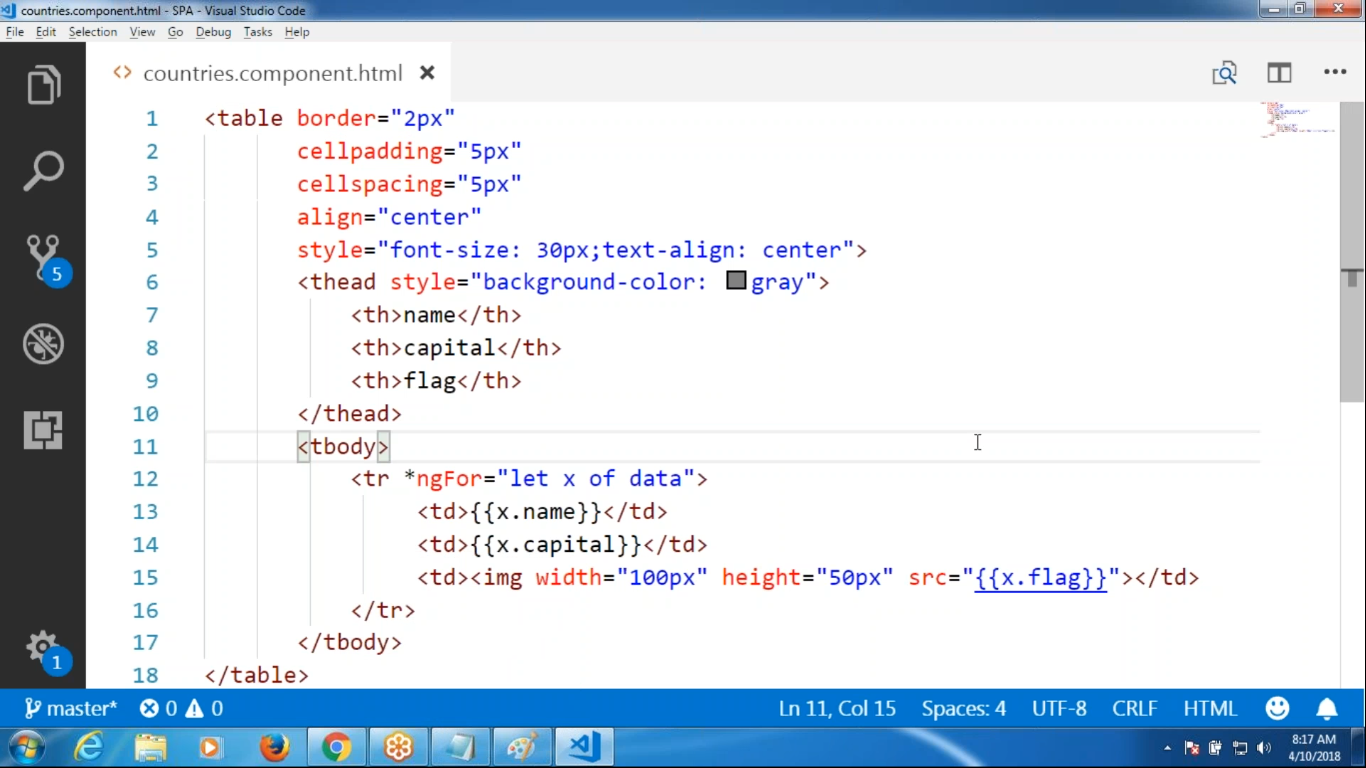 countries.component.html - SPA - Visual Studio Code
File Edit Selection View Go Debug Tasks Help
<> countries.component.html
1 <table border="2px"
2 cellpadding="5px"
3 cellspacing="5px"
4 align="center"
5 style="font-size: 30px;text-align: center">
6 <thead style="background-color: gray">
7 <th>name</th>
8 <th>capital</th>
9 <th>flag</th>
10 </thead>
11 <tbody>
12 <tr *ngFor="let x of data">
13 <td>{{x.name}}</td>
14 <td>{{x.capital}}</td>
15 <td><img width="100px" height="50px" src="{{x.flag}}"></td>
16 </tr>
17 </tbody>
18 </table>
5
1
master* 0 0 Ln 11, Col 15 Spaces: 4 UTF-8 CRLF HTML
8:17 AM
4/10/2018